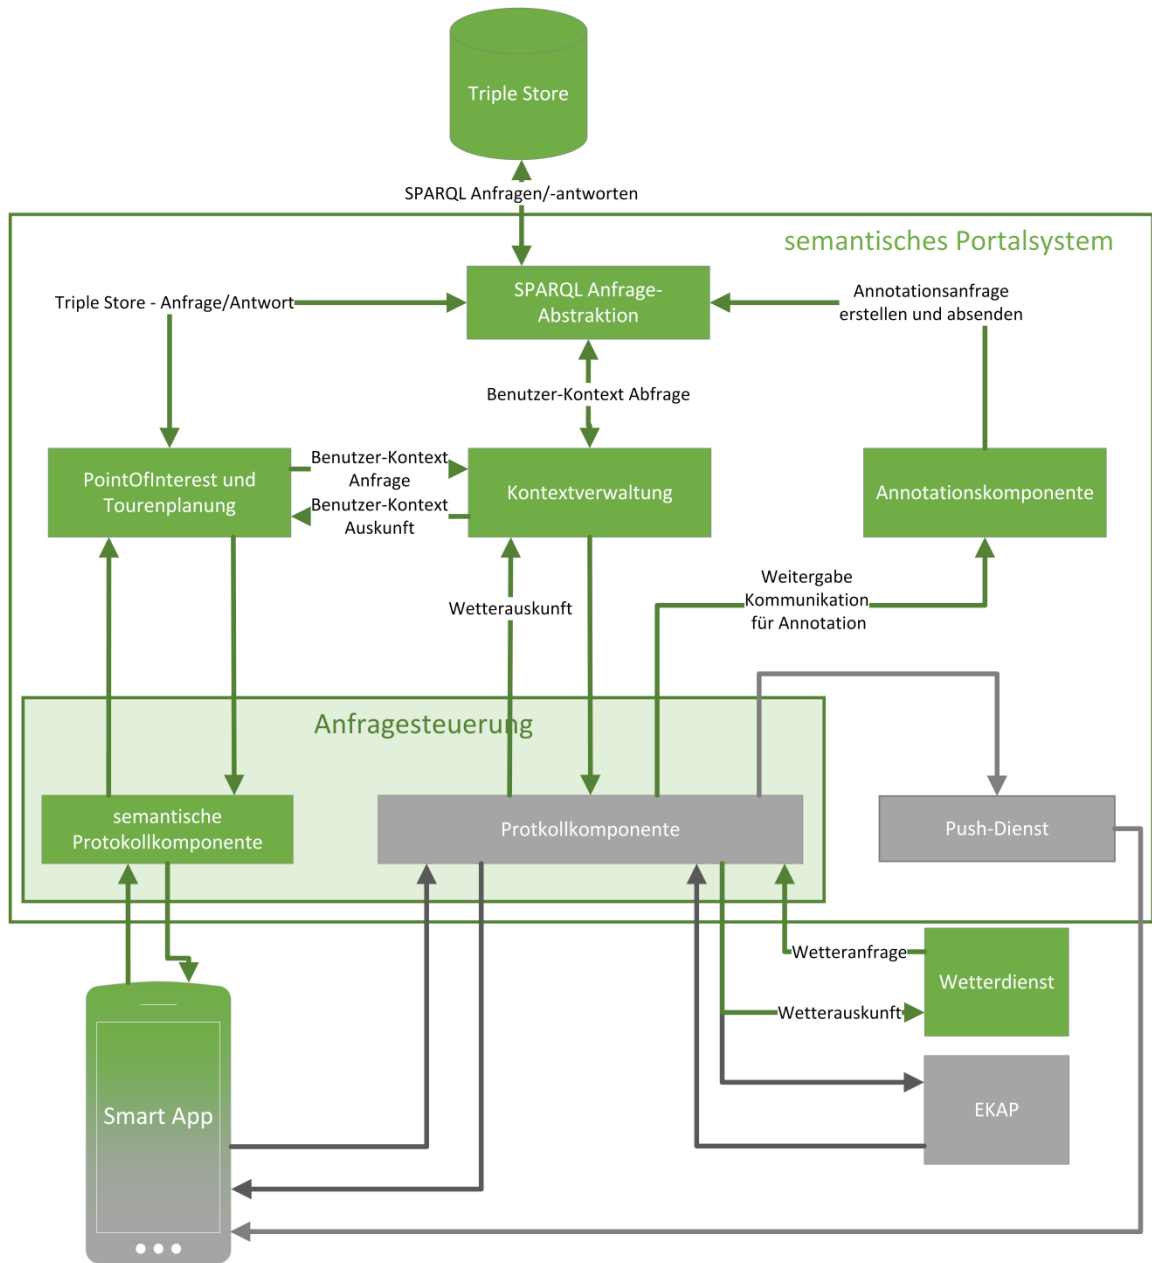 Triple Store
SPARQL Anfragen/-antworten
semantisches Portalsystem
SPARQL Anfrage-
Abstraktion
Triple Store - Anfrage/Antwort
Annotationsanfrage
erstellen und absenden
Benutzer-Kontext Abfrage
PointOfInterest und
Tourenplanung
Benutzer-Kontext
Anfrage
Benutzer-Kontext
Auskunft
Kontextverwaltung
Annotationskomponente
Wetterauskunft
Weitergabe
Kommunikation
für Annotation
Anfragesteuerung
semantische
Protokollkomponente
Protkollkomponente
Push-Dienst
Wetteranfrage
Wetterauskunft
Wetterdienst
EKAP
Smart App